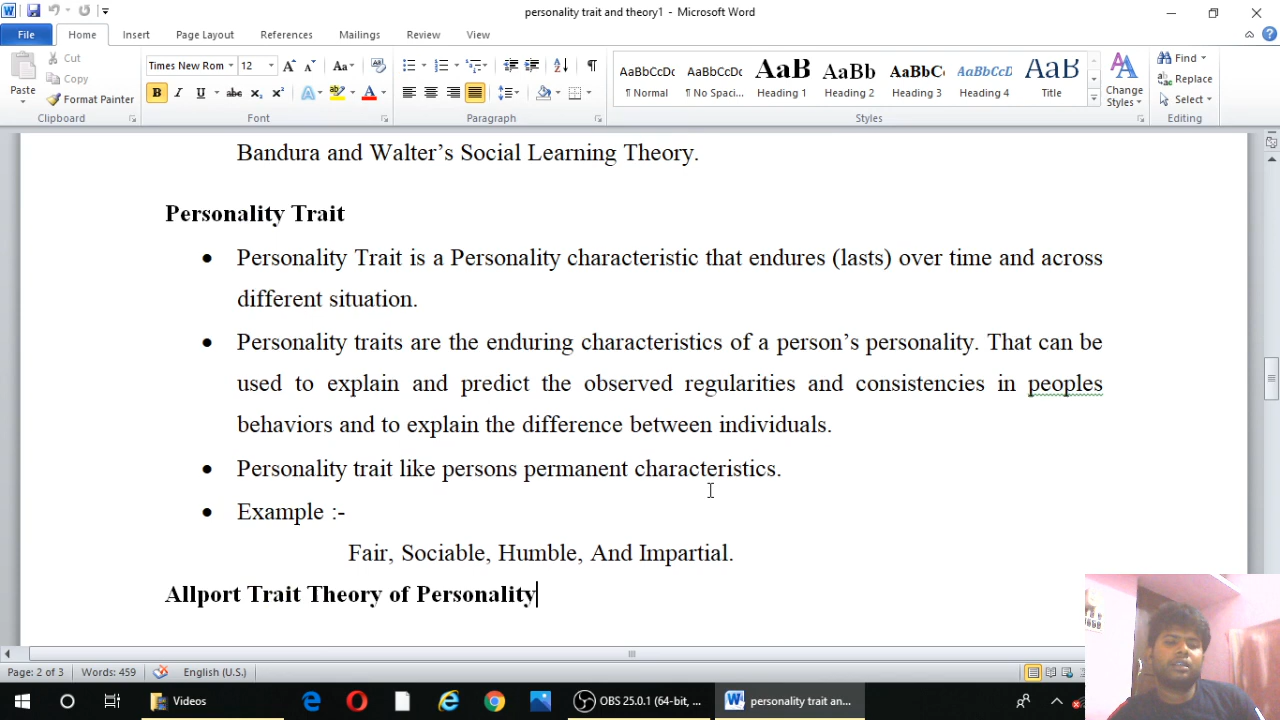 personality trait and theory1 - Microsoft Word
File Home Insert Page Layout References Mailings Review View
Paste Cut Copy Format Painter
Times New Rom 12
AaBbCcDc AaBbCcDc AaB AaBbCc AaBbC AaBbCcD AaB
¶ Normal ¶ No Spaci... Heading 1 Heading 2 Heading 3 Heading 4 Title
Change Styles
Find
Replace
Select
Clipboard Font Paragraph Styles Editing
Bandura and Walter’s Social Learning Theory.
Personality Trait
• Personality Trait is a Personality characteristic that endures (lasts) over time and across
different situation.
• Personality traits are the enduring characteristics of a person’s personality. That can be
used to explain and predict the observed regularities and consistencies in peoples
behaviors and to explain the difference between individuals.
• Personality trait like persons permanent characteristics.
• Example :-
Fair, Sociable, Humble, And Impartial.
Allport Trait Theory of Personality
Page: 2 of 3 Words: 459 English (U.S.)
Videos OBS 25.0.1 (64-bit, ... personality trait an...